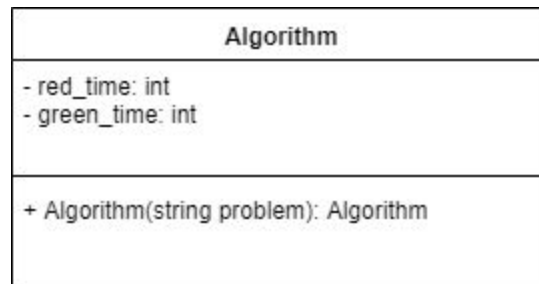 Algorithm
- red_time: int
- green_time: int
+ Algorithm(string problem): Algorithm